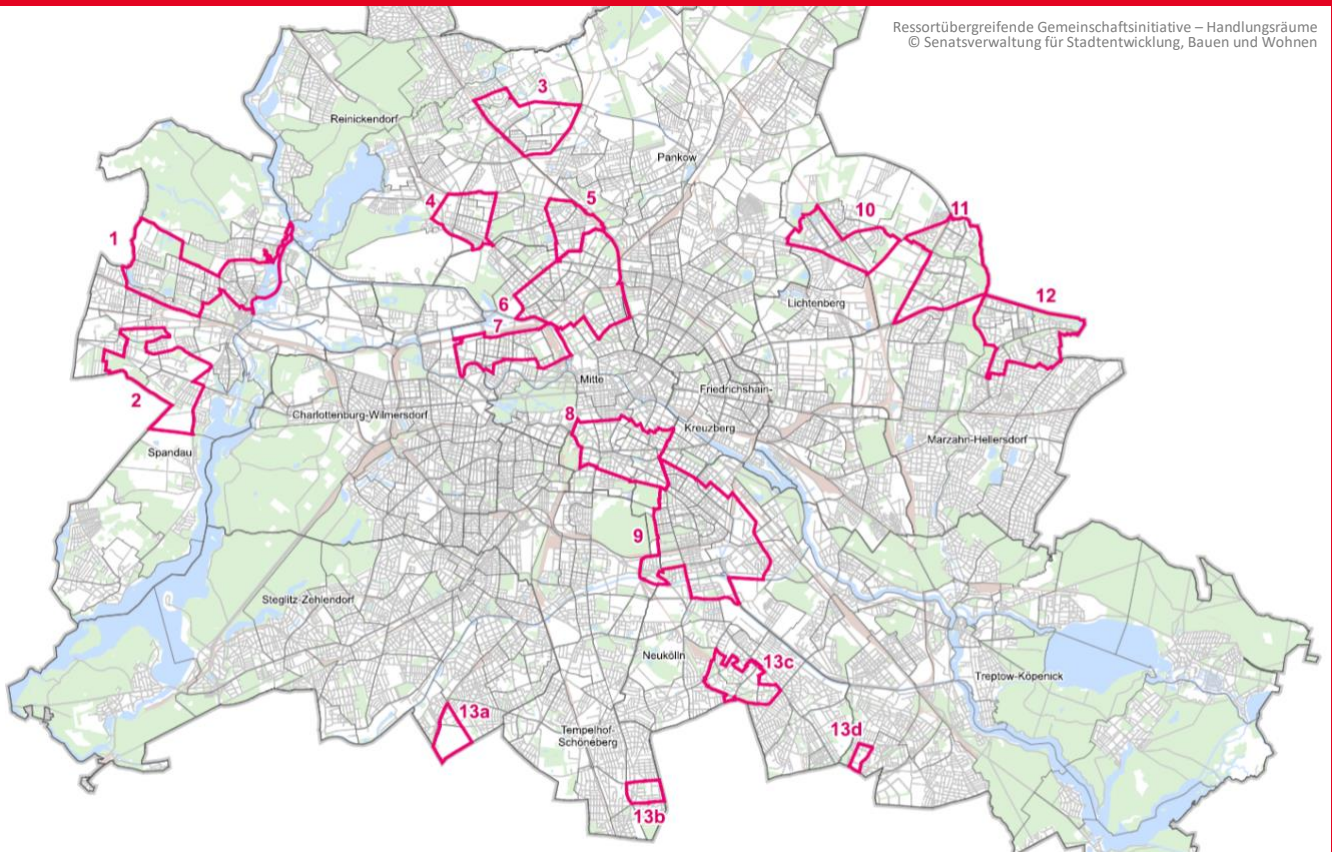 Ressortübergreifende Gemeinschaftsinitiative – Handlungsräume
© Senatsverwaltung für Stadtentwicklung, Bauen und Wohnen
3
Reinickendorf
Pankow
4
5
10
11
1
6
Lichtenberg
12
7
Mitte
Friedrichshain-
2
Charlottenburg-Wilmersdorf
8
Kreuzberg
Marzahn-Hellersdorf
Spandau
9
Steglitz-Zehlendorf
Neukölln
13c
Treptow-Köpenick
13a
Tempelhof-
Schöneberg
13d
13b